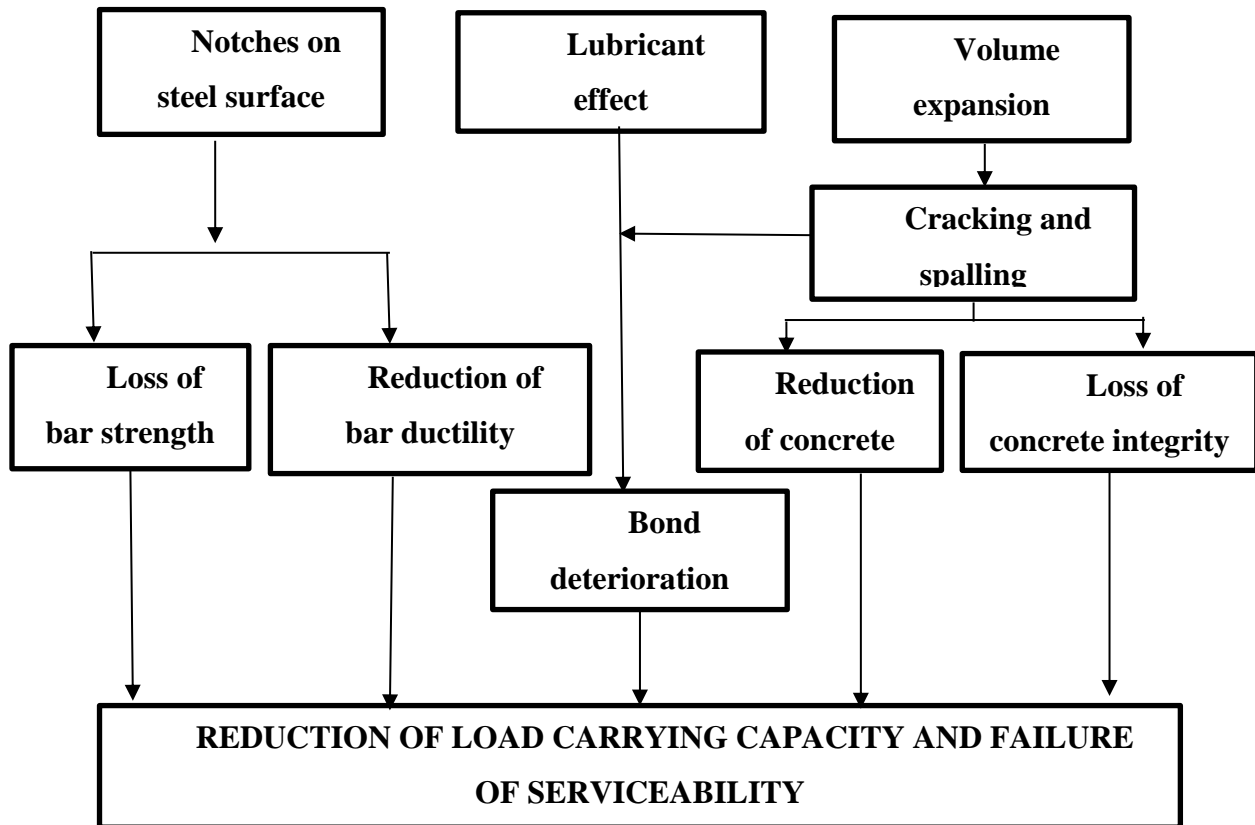 Notches on
steel surface
Lubricant
effect
Volume
expansion
Cracking and
spalling
Loss of
bar strength
Reduction of
bar ductility
Reduction
of concrete
Loss of
concrete integrity
Bond
deterioration
REDUCTION OF LOAD CARRYING CAPACITY AND FAILURE
OF SERVICEABILITY